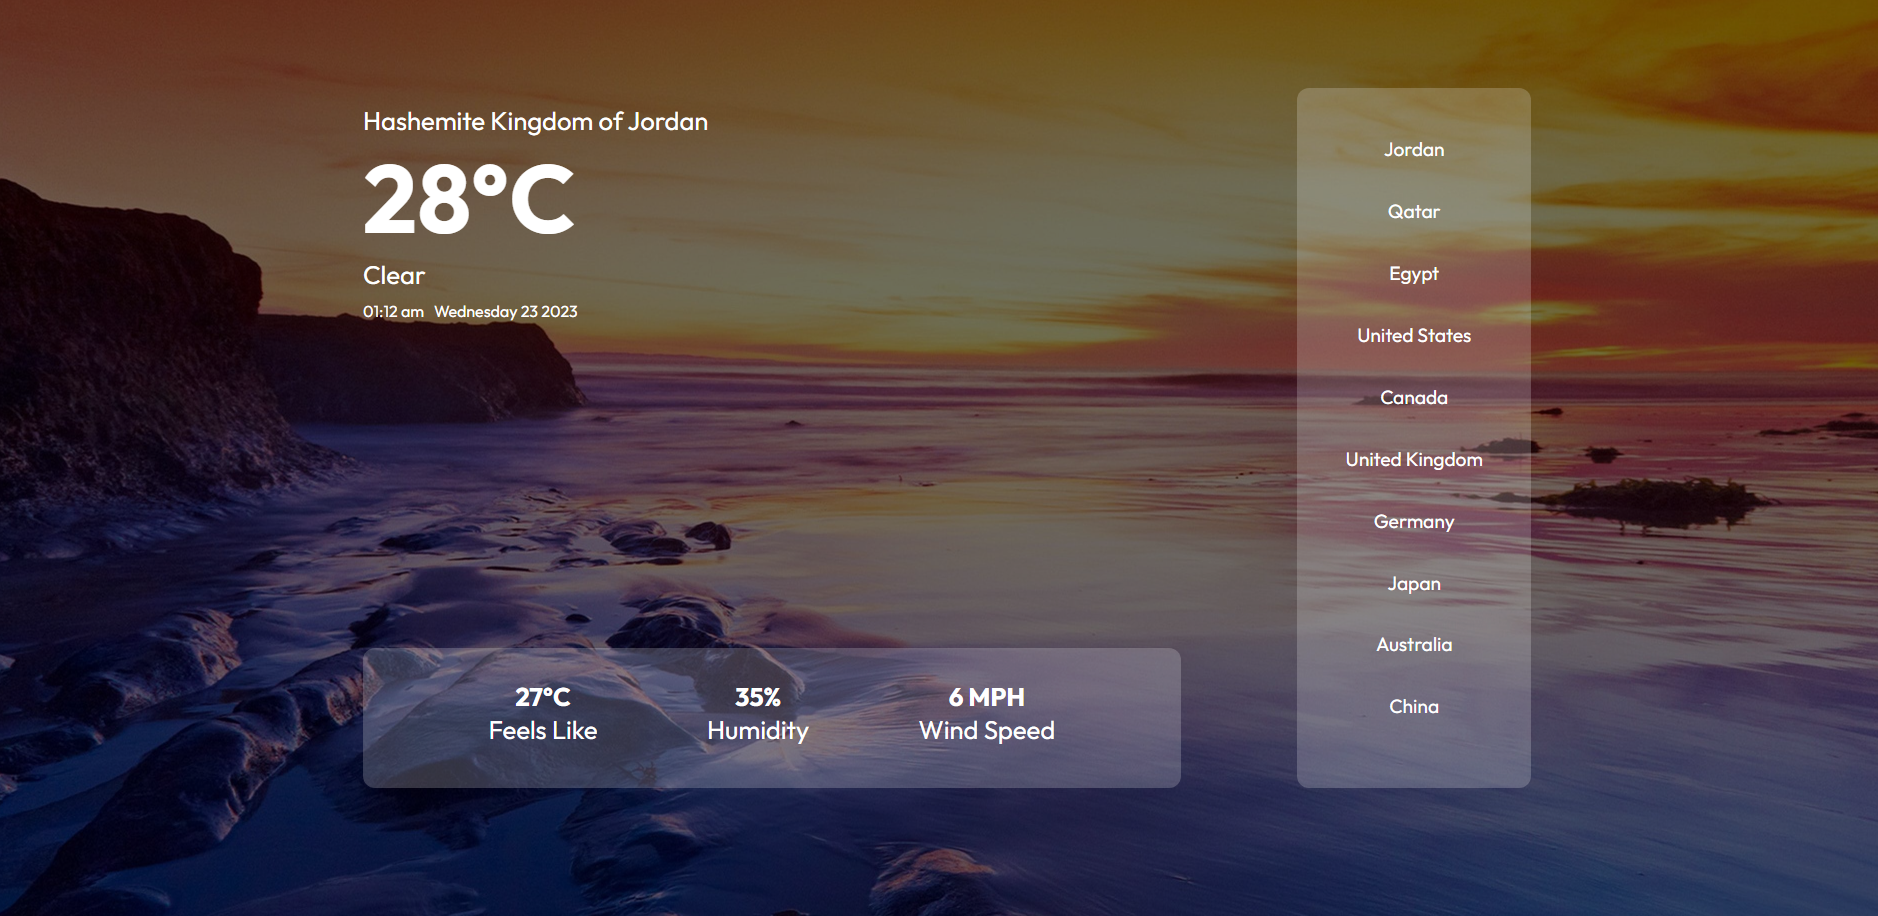 Hashemite Kingdom of Jordan
28°C
Clear
01:12 am Wednesday 23 2023
27°C
Feels Like
35%
Humidity
6 MPH
Wind Speed
Jordan
Qatar
Egypt
United States
Canada
United Kingdom
Germany
Japan
Australia
China